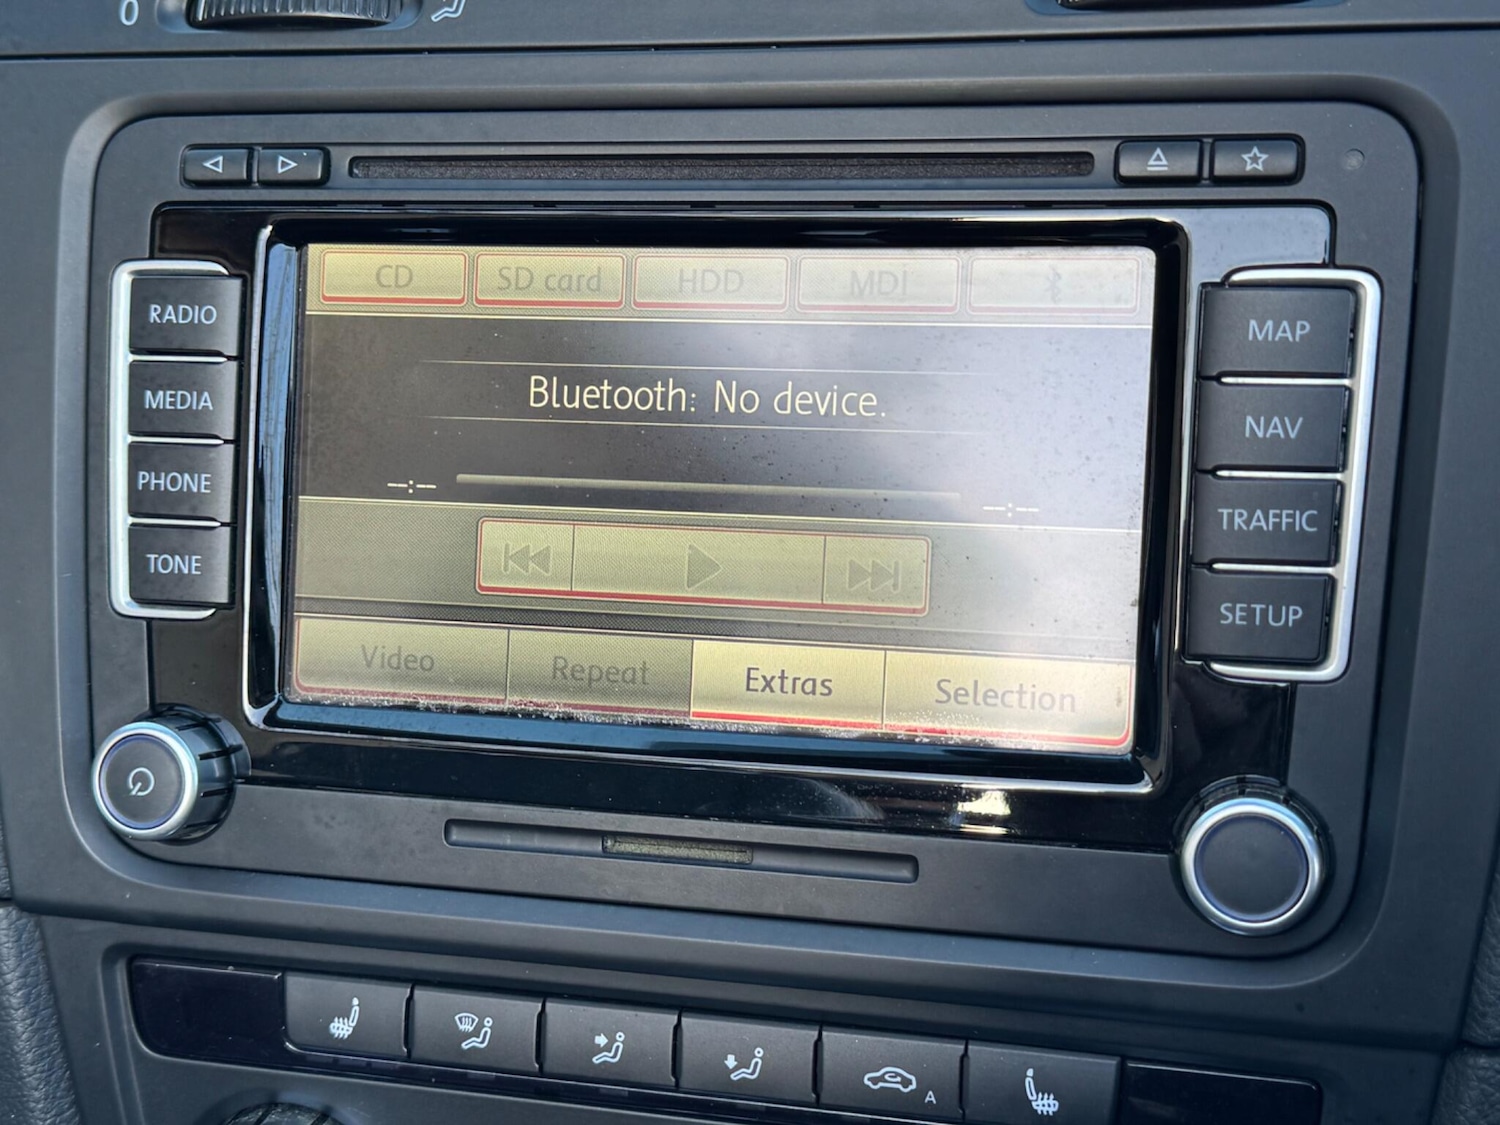 0
RADIO
MEDIA
PHONE
TONE
CD SD card HDD MDI
Bluetooth: No device.
--:-- --:--
Video Repeat Extras Selection
MAP
NAV
TRAFFIC
SETUP
A